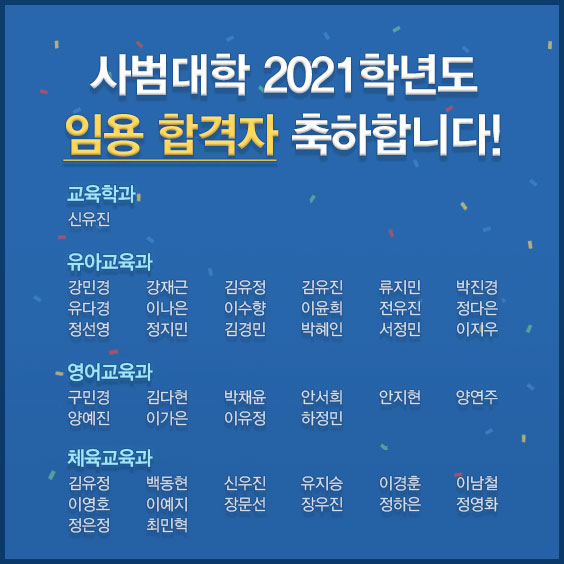 사범대학 2021학년도
임용 합격자 축하합니다!
교육학과
신유진
유아교육과
강민경 강재근 김유정 김유진 류지민 박진경
유다경 이나은 이수향 이윤희 전유진 정다은
정선영 정지민 김경민 박혜인 서정민 이지우
영어교육과
구민경 김다현 박채윤 안서희 안지현 양연주
양예진 이가은 이유정 하정민
체육교육과
김유정 백동현 신우진 유지승 이경훈 이남철
이영호 이예지 장문선 장우진 정하은 정영화
정은정 최민혁